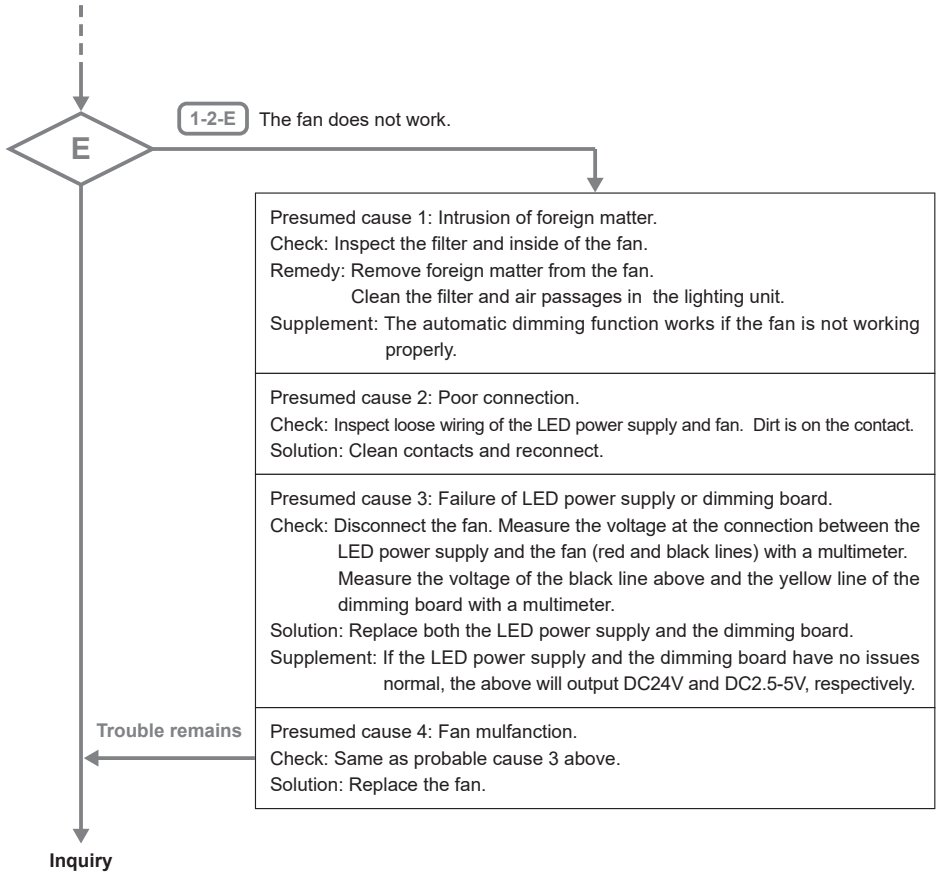 1-2-E The fan does not work.
E
Presumed cause 1: Intrusion of foreign matter.
Check: Inspect the filter and inside of the fan.
Remedy: Remove foreign matter from the fan.
Clean the filter and air passages in the lighting unit.
Supplement: The automatic dimming function works if the fan is not working
properly.
Presumed cause 2: Poor connection.
Check: Inspect loose wiring of the LED power supply and fan. Dirt is on the contact.
Solution: Clean contacts and reconnect.
Presumed cause 3: Failure of LED power supply or dimming board.
Check: Disconnect the fan. Measure the voltage at the connection between the
LED power supply and the fan (red and black lines) with a multimeter.
Measure the voltage of the black line above and the yellow line of the
dimming board with a multimeter.
Solution: Replace both the LED power supply and the dimming board.
Supplement: If the LED power supply and the dimming board have no issues
normal, the above will output DC24V and DC2.5-5V, respectively.
Trouble remains
Presumed cause 4: Fan mulfanction.
Check: Same as probable cause 3 above.
Solution: Replace the fan.
Inquiry